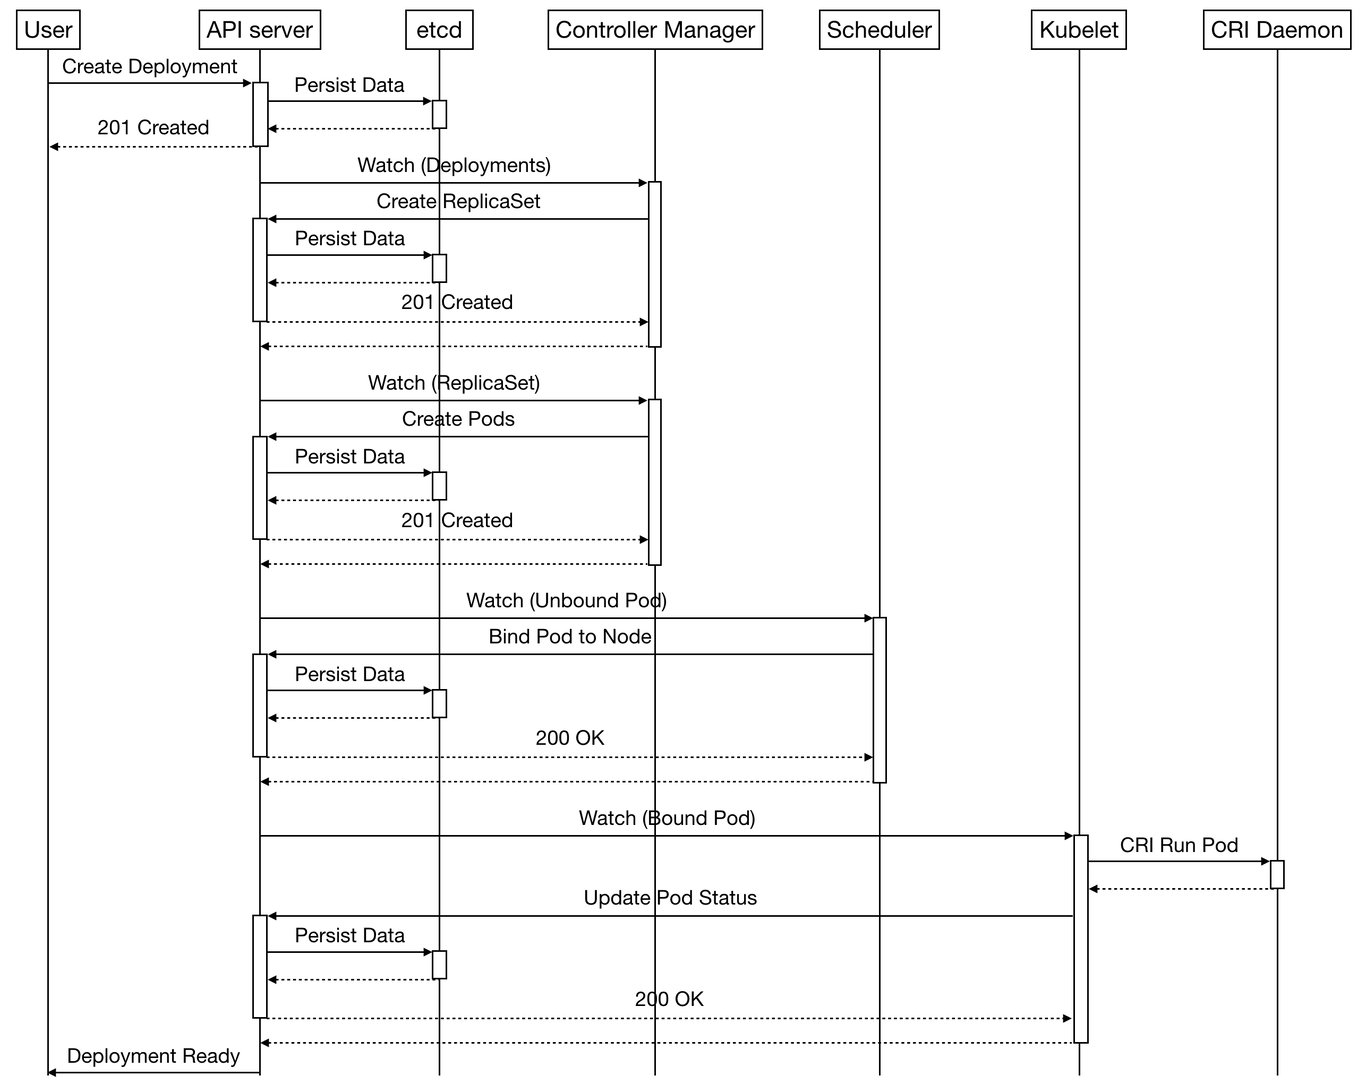 User
API server
etcd
Controller Manager
Scheduler
Kubelet
CRI Daemon
Create Deployment
Persist Data
201 Created
Watch (Deployments)
Create ReplicaSet
Persist Data
201 Created
Watch (ReplicaSet)
Create Pods
Persist Data
201 Created
Watch (Unbound Pod)
Bind Pod to Node
Persist Data
200 OK
Watch (Bound Pod)
CRI Run Pod
Update Pod Status
Persist Data
200 OK
Deployment Ready